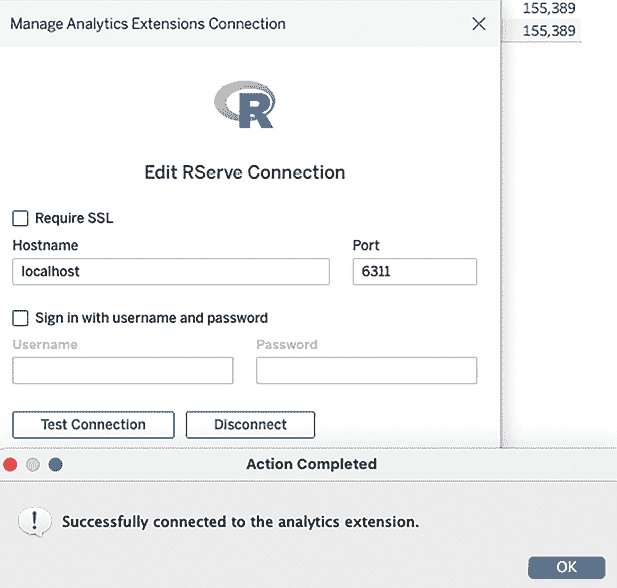 155,389
Manage Analytics Extensions Connection
155,389
R
Edit RServe Connection
Require SSL
Hostname Port
localhost 6311
Sign in with username and password
Username Password
Test Connection Disconnect
Action Completed
! Successfully connected to the analytics extension.
OK